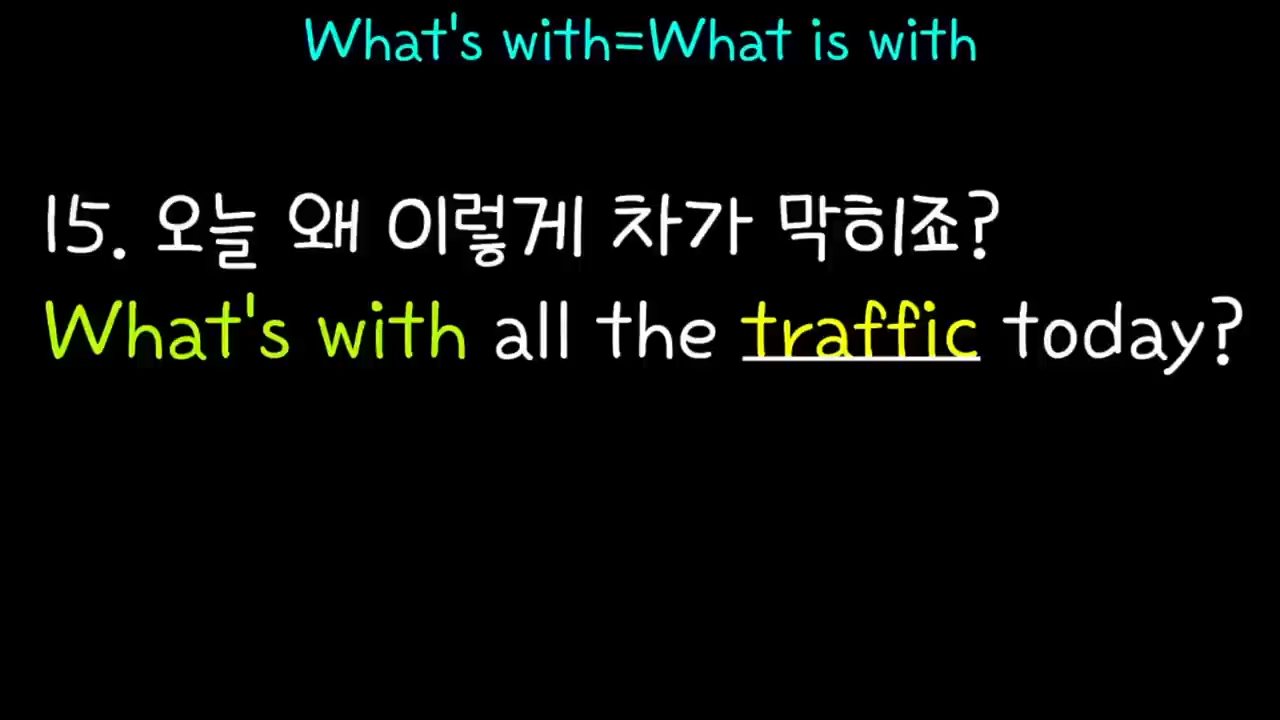 What's with=What is with
15. 오늘 왜 이렇게 차가 막히죠?
What's with all the traffic today?